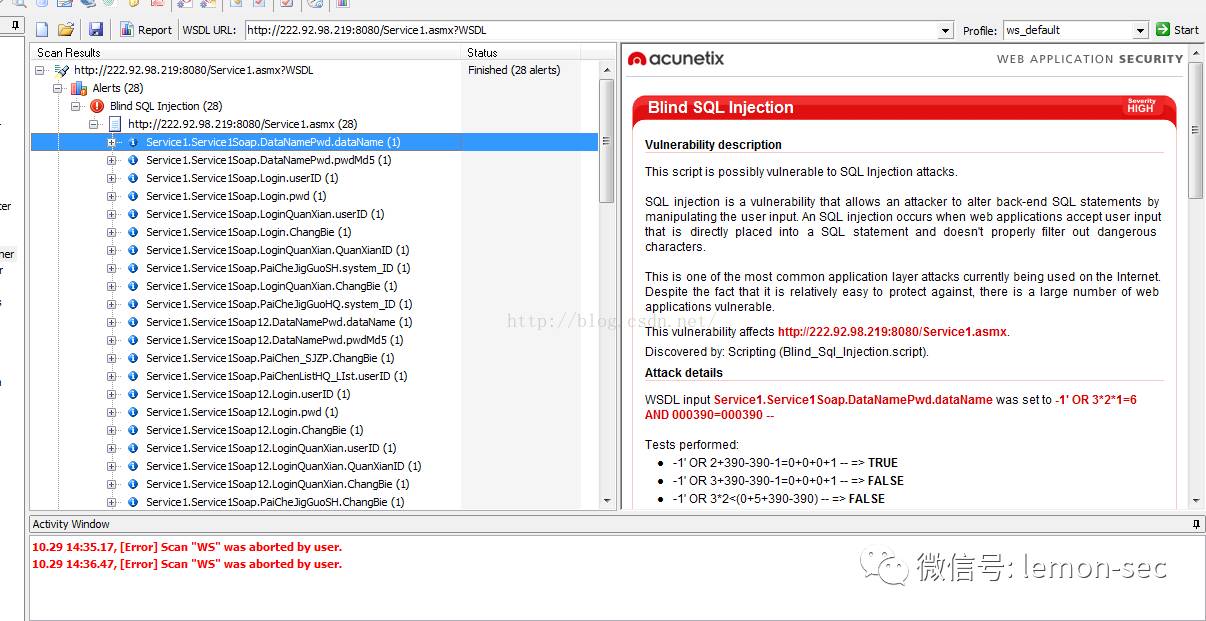 Report
WSDL URL:
http://222.92.98.219:8080/Service1.asmx?WSDL
Profile:
ws_default
Start
Scan Results
Status
http://222.92.98.219:8080/Service1.asmx?WSDL
Finished (28 alerts)
Alerts (28)
Blind SQL Injection (28)
http://222.92.98.219:8080/Service1.asmx (28)
Service1.Service1Soap.DataNamePwd.dataName (1)
Service1.Service1Soap.DataNamePwd.pwdMd5 (1)
Service1.Service1Soap.Login.userID (1)
Service1.Service1Soap.Login.pwd (1)
Service1.Service1Soap.LoginQuanXian.userID (1)
Service1.Service1Soap.Login.ChangBie (1)
Service1.Service1Soap.LoginQuanXian.QuanXianID (1)
Service1.Service1Soap.PaiCheJigGuoSH.system_ID (1)
Service1.Service1Soap.LoginQuanXian.ChangBie (1)
Service1.Service1Soap.PaiCheJigGuoHQ.system_ID (1)
Service1.Service1Soap12.DataNamePwd.dataName (1)
Service1.Service1Soap12.DataNamePwd.pwdMd5 (1)
Service1.Service1Soap.PaiChen_SJZP.ChangBie (1)
Service1.Service1Soap.PaiChenListHQ_LIst.userID (1)
Service1.Service1Soap12.Login.userID (1)
Service1.Service1Soap12.Login.pwd (1)
Service1.Service1Soap12.Login.ChangBie (1)
Service1.Service1Soap12.LoginQuanXian.userID (1)
Service1.Service1Soap12.LoginQuanXian.QuanXianID (1)
Service1.Service1Soap12.LoginQuanXian.ChangBie (1)
Service1.Service1Soap.PaiCheJigGuoSH.ChangBie (1)
acunetix
WEB APPLICATION SECURITY
Blind SQL Injection
Severity
HIGH
Vulnerability description
This script is possibly vulnerable to SQL Injection attacks.
SQL injection is a vulnerability that allows an attacker to alter back-end SQL statements by
manipulating the user input. An SQL injection occurs when web applications accept user input
that is directly placed into a SQL statement and doesn't properly filter out dangerous
characters.
This is one of the most common application layer attacks currently being used on the Internet.
Despite the fact that it is relatively easy to protect against, there is a large number of web
applications vulnerable.
http://blog.csdn.net/
This vulnerability affects http://222.92.98.219:8080/Service1.asmx.
Discovered by: Scripting (Blind_Sql_Injection.script).
Attack details
WSDL input Service1.Service1Soap.DataNamePwd.dataName was set to -1' OR 3*2*1=6
AND 000390=000390 --
Tests performed:
-1' OR 2+390-390-1=0+0+0+1 -- => TRUE
-1' OR 3+390-390-1=0+0+0+1 -- => FALSE
-1' OR 3*2<(0+5+390-390) -- => FALSE
Activity Window
10.29 14:35.17, [Error] Scan "WS" was aborted by user.
10.29 14:36.47, [Error] Scan "WS" was aborted by user.
微信号: lemon-sec